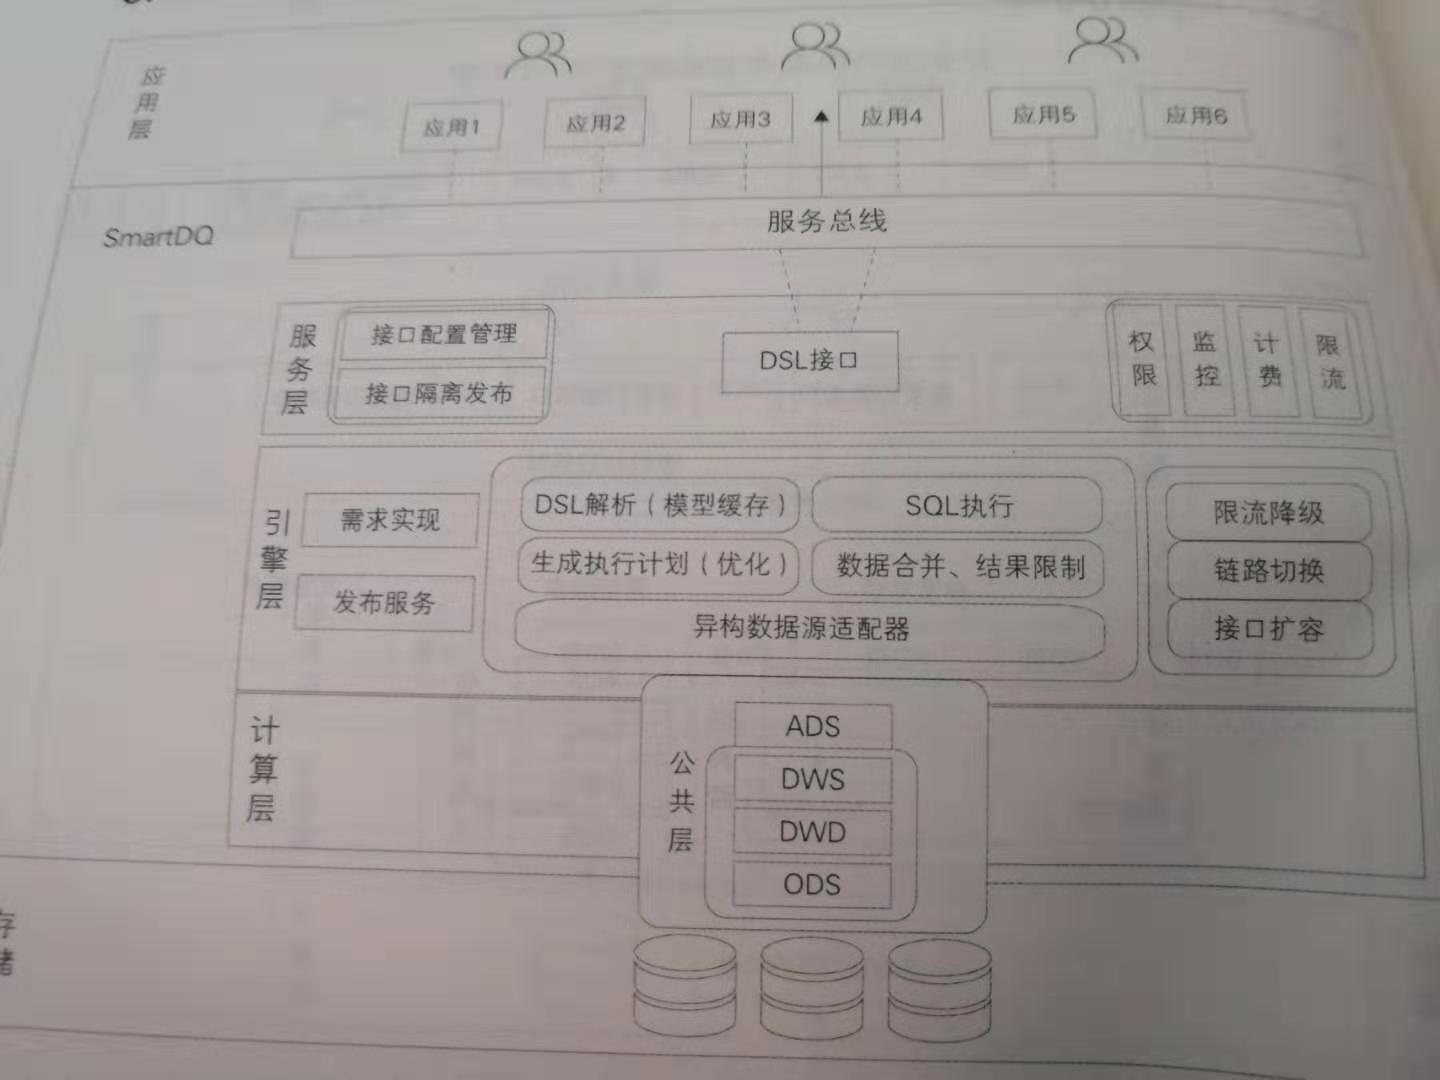 应用层
应用1
应用2
应用3
应用4
应用5
应用6
SmartDQ
服务总线
服务层
接口配置管理
接口隔离发布
DSL接口
权限
监控
计费
限流
引擎层
需求实现
发布服务
DSL解析（模型缓存）
SQL执行
生成执行计划（优化）
数据合并、结果限制
异构数据源适配器
限流降级
链路切换
接口扩容
计算层
公共层
ADS
DWS
DWD
ODS
存储